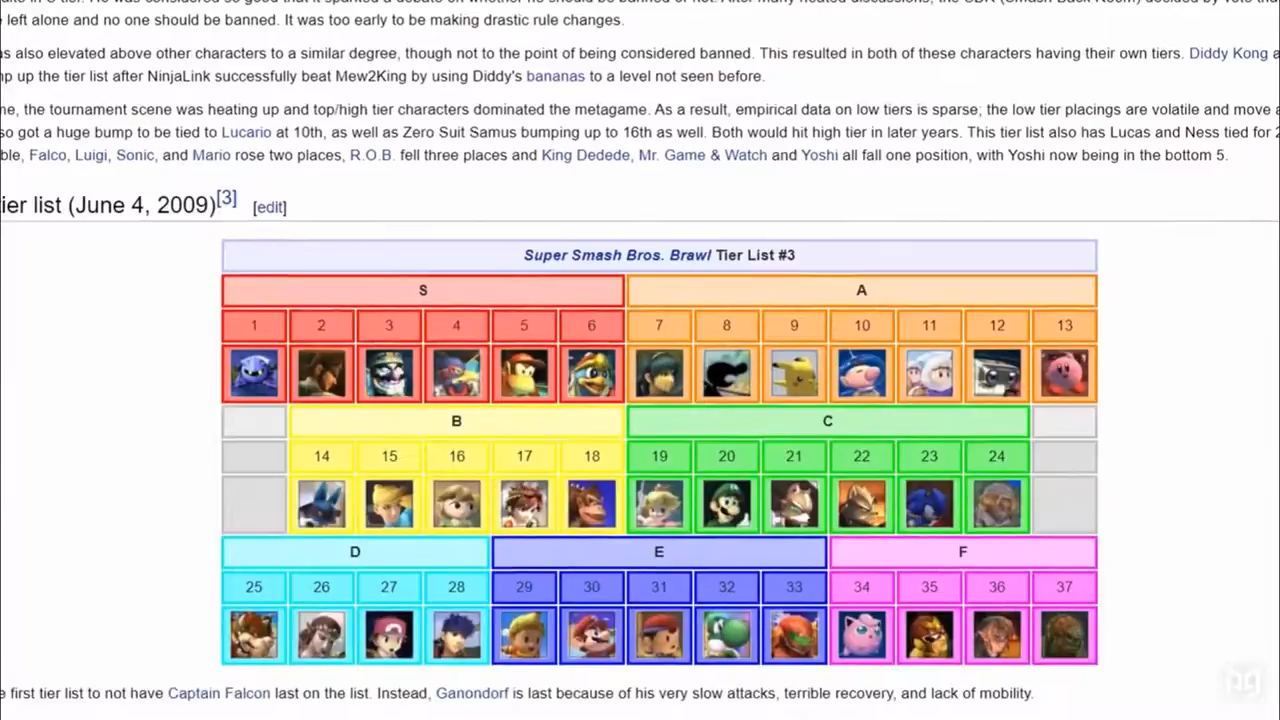 left alone and no one should be banned. It was too early to be making drastic rule changes.
s also elevated above other characters to a similar degree, though not to the point of being considered banned. This resulted in both of these characters having their own tiers. Diddy Kong a
np up the tier list after NinjaLink successfully beat Mew2King by using Diddy's bananas to a level not seen before.
ne, the tournament scene was heating up and top/high tier characters dominated the metagame. As a result, empirical data on low tiers is sparse; the low tier placings are volatile and move a
so got a huge bump to be tied to Lucario at 10th, as well as Zero Suit Samus bumping up to 16th as well. Both would hit high tier in later years. This tier list also has Lucas and Ness tied for 2
ble, Falco, Luigi, Sonic, and Mario rose two places, R.O.B. fell three places and King Dedede, Mr. Game & Watch and Yoshi all fall one position, with Yoshi now being in the bottom 5.
tier list (June 4, 2009)[3] [edit]
Super Smash Bros. Brawl Tier List #3
S A
1 2 3 4 5 6 7 8 9 10 11 12 13
B C
14 15 16 17 18 19 20 21 22 23 24
D E F
25 26 27 28 29 30 31 32 33 34 35 36 37
e first tier list to not have Captain Falcon last on the list. Instead, Ganondorf is last because of his very slow attacks, terrible recovery, and lack of mobility.